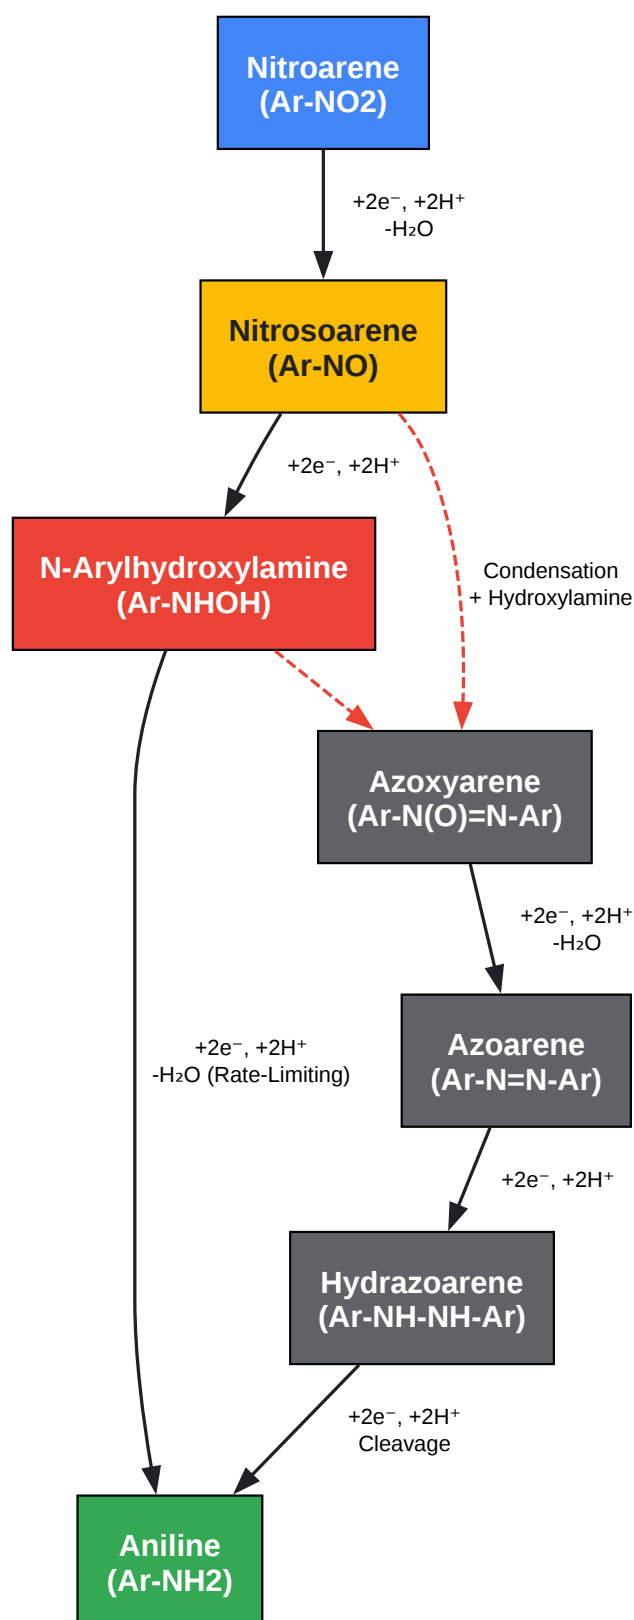 Nitroarene
(Ar-NO2)
+2e⁻, +2H⁺
-H₂O
Nitrosoarene
(Ar-NO)
+2e⁻, +2H⁺
N-Arylhydroxylamine
(Ar-NHOH)
Condensation
+ Hydroxylamine
Azoxyarene
(Ar-N(O)=N-Ar)
+2e⁻, +2H⁺
-H₂O
Azoarene
(Ar-N=N-Ar)
+2e⁻, +2H⁺
-H₂O (Rate-Limiting)
+2e⁻, +2H⁺
Hydrazoarene
(Ar-NH-NH-Ar)
+2e⁻, +2H⁺
Cleavage
Aniline
(Ar-NH2)